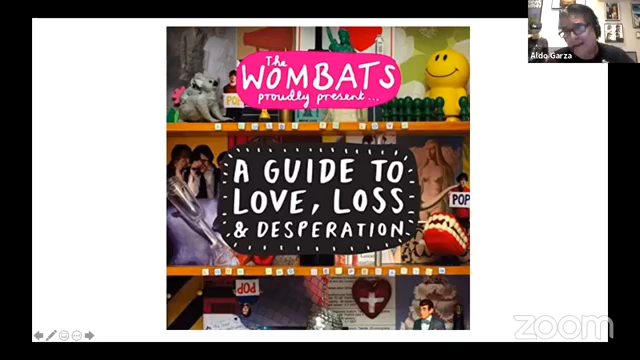 Aldo Garza
The
WOMBATS
proudly present...
POP
A GUIDE TO
LOVE, LOSS
& DESPERATION
POP
POP
zoom